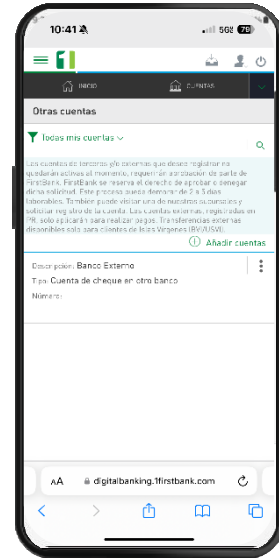 10:41
5GE 79
1
INICIO
CUENTAS
Otras cuentas
Todas mis cuentas
Las cuentas de terceros y/o externas que desee registrar no
quedarán activas al momento, requerirán aprobación de parte de
FirstBank. FirstBank se reserva el derecho de aprobar o denegar
dicha solicitud. Este proceso puede demorar de 2 a 3 días
laborables. También puede visitar una de nuestras sucursales y
solicitar registro de la cuenta. Las cuentas externas, registradas en
PR, solo aplicarán para realizar pagos. Transferencias externas
disponibles solo para clientes de Islas Vírgenes (BVI/USVI).
Añadir cuentas
Descripción: Banco Externo
Tipo: Cuenta de cheque en otro banco
Número:
AA digitalbanking.1firstbank.com